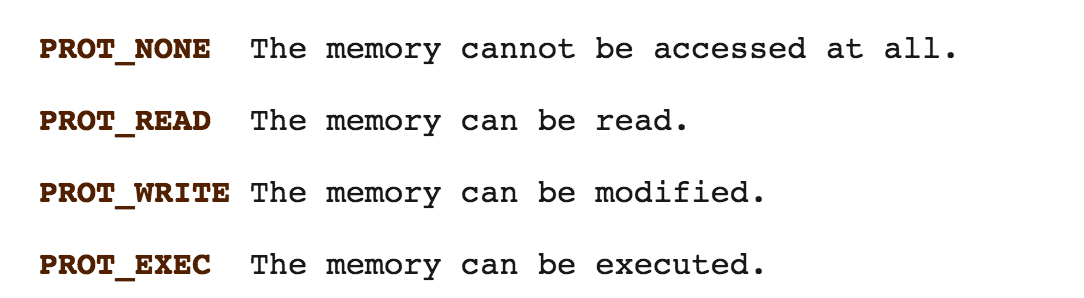 PROT_NONE The memory cannot be accessed at all.
PROT_READ The memory can be read.
PROT_WRITE The memory can be modified.
PROT_EXEC The memory can be executed.